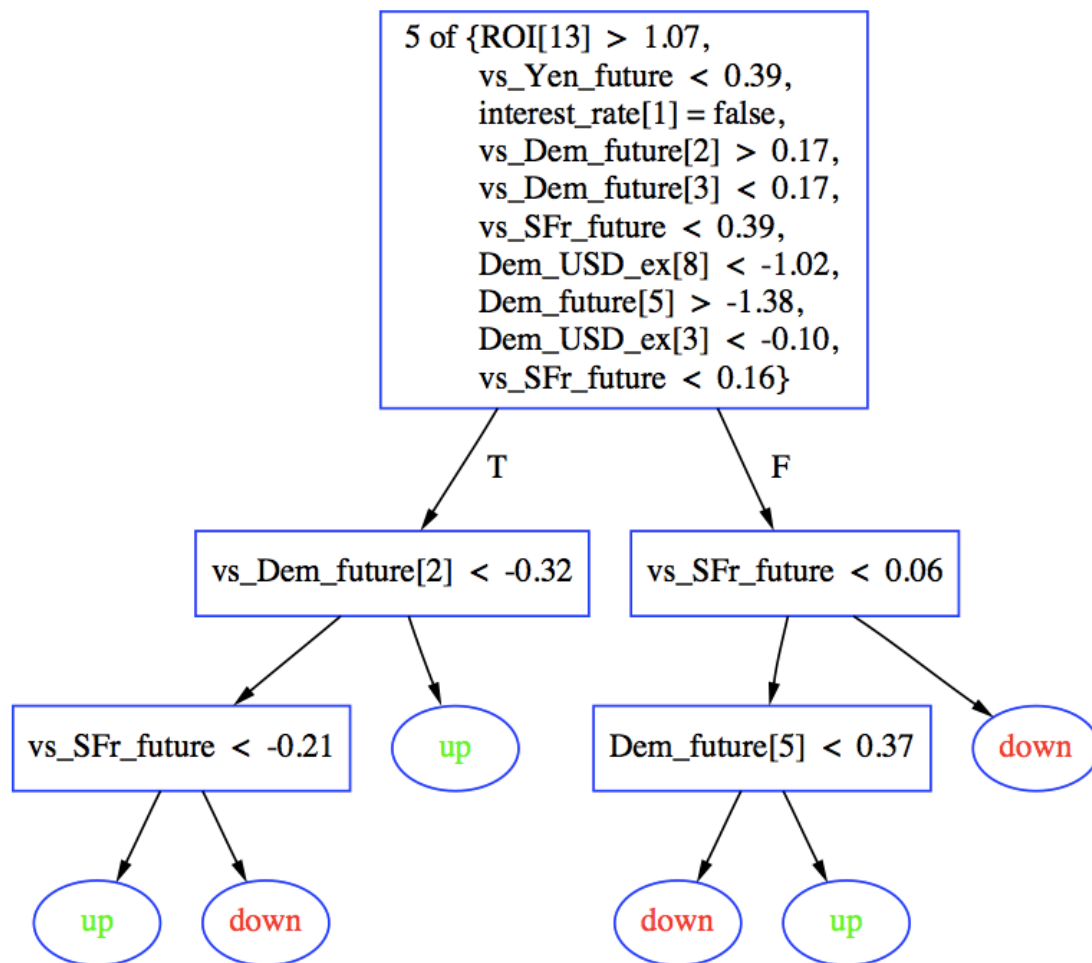 5 of {ROI[13] > 1.07,
vs_Yen_future < 0.39,
interest_rate[1] = false,
vs_Dem_future[2] > 0.17,
vs_Dem_future[3] < 0.17,
vs_SFr_future < 0.39,
Dem_USD_ex[8] < -1.02,
Dem_future[5] > -1.38,
Dem_USD_ex[3] < -0.10,
vs_SFr_future < 0.16}
T
F
vs_Dem_future[2] < -0.32
vs_SFr_future < 0.06
vs_SFr_future < -0.21
up
Dem_future[5] < 0.37
down
up
down
down
up